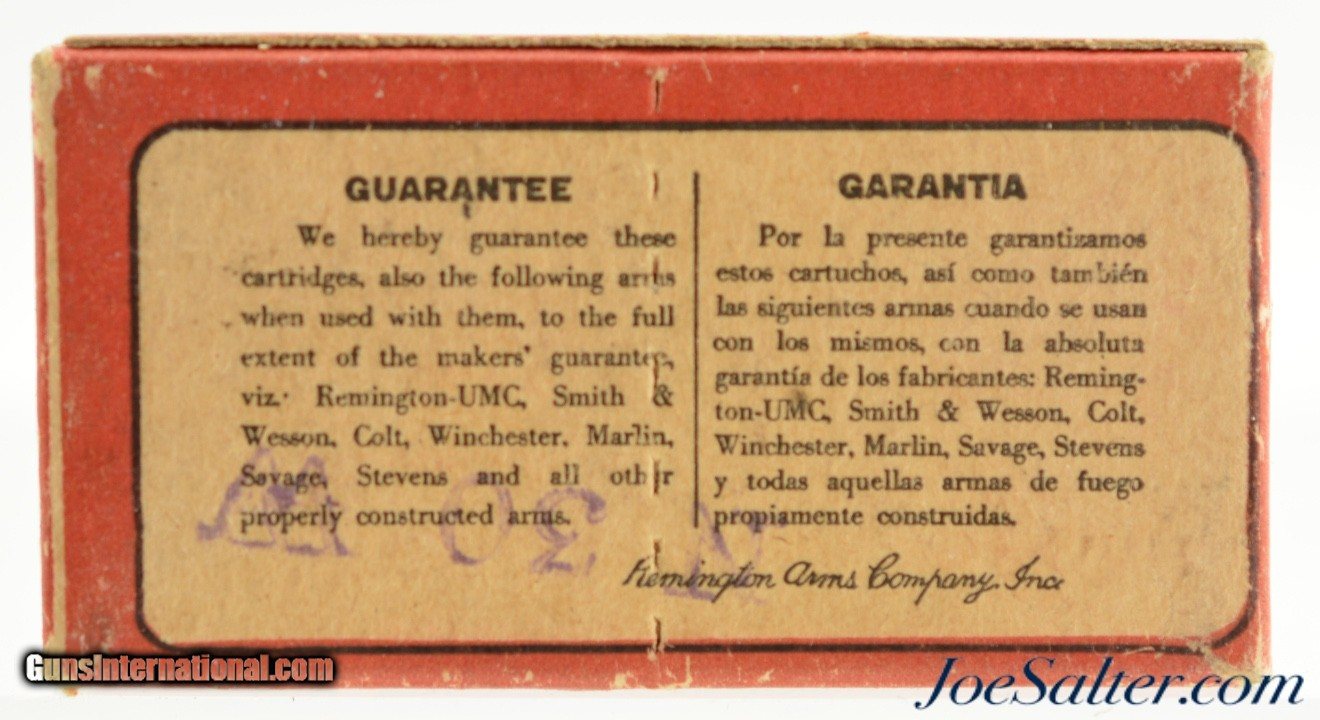 GUARANTEE
We hereby guarantee these
cartridges, also the following arms
when used with them, to the full
extent of the makers' guarantee,
viz.: Remington-UMC, Smith &
Wesson, Colt, Winchester, Marlin,
Savage, Stevens and all other
properly constructed arms.
GARANTIA
Por la presente garantizamos
estos cartuchos, así como también
las siguientes armas cuando se usan
con los mismos, con la absoluta
garantía de los fabricantes: Reming-
ton-UMC, Smith & Wesson, Colt,
Winchester, Marlin, Savage, Stevens
y todas aquellas armas de fuego
propiamente construidas.
Remington Arms Company, Inc.
GunsInternational.com
JoeSalter.com